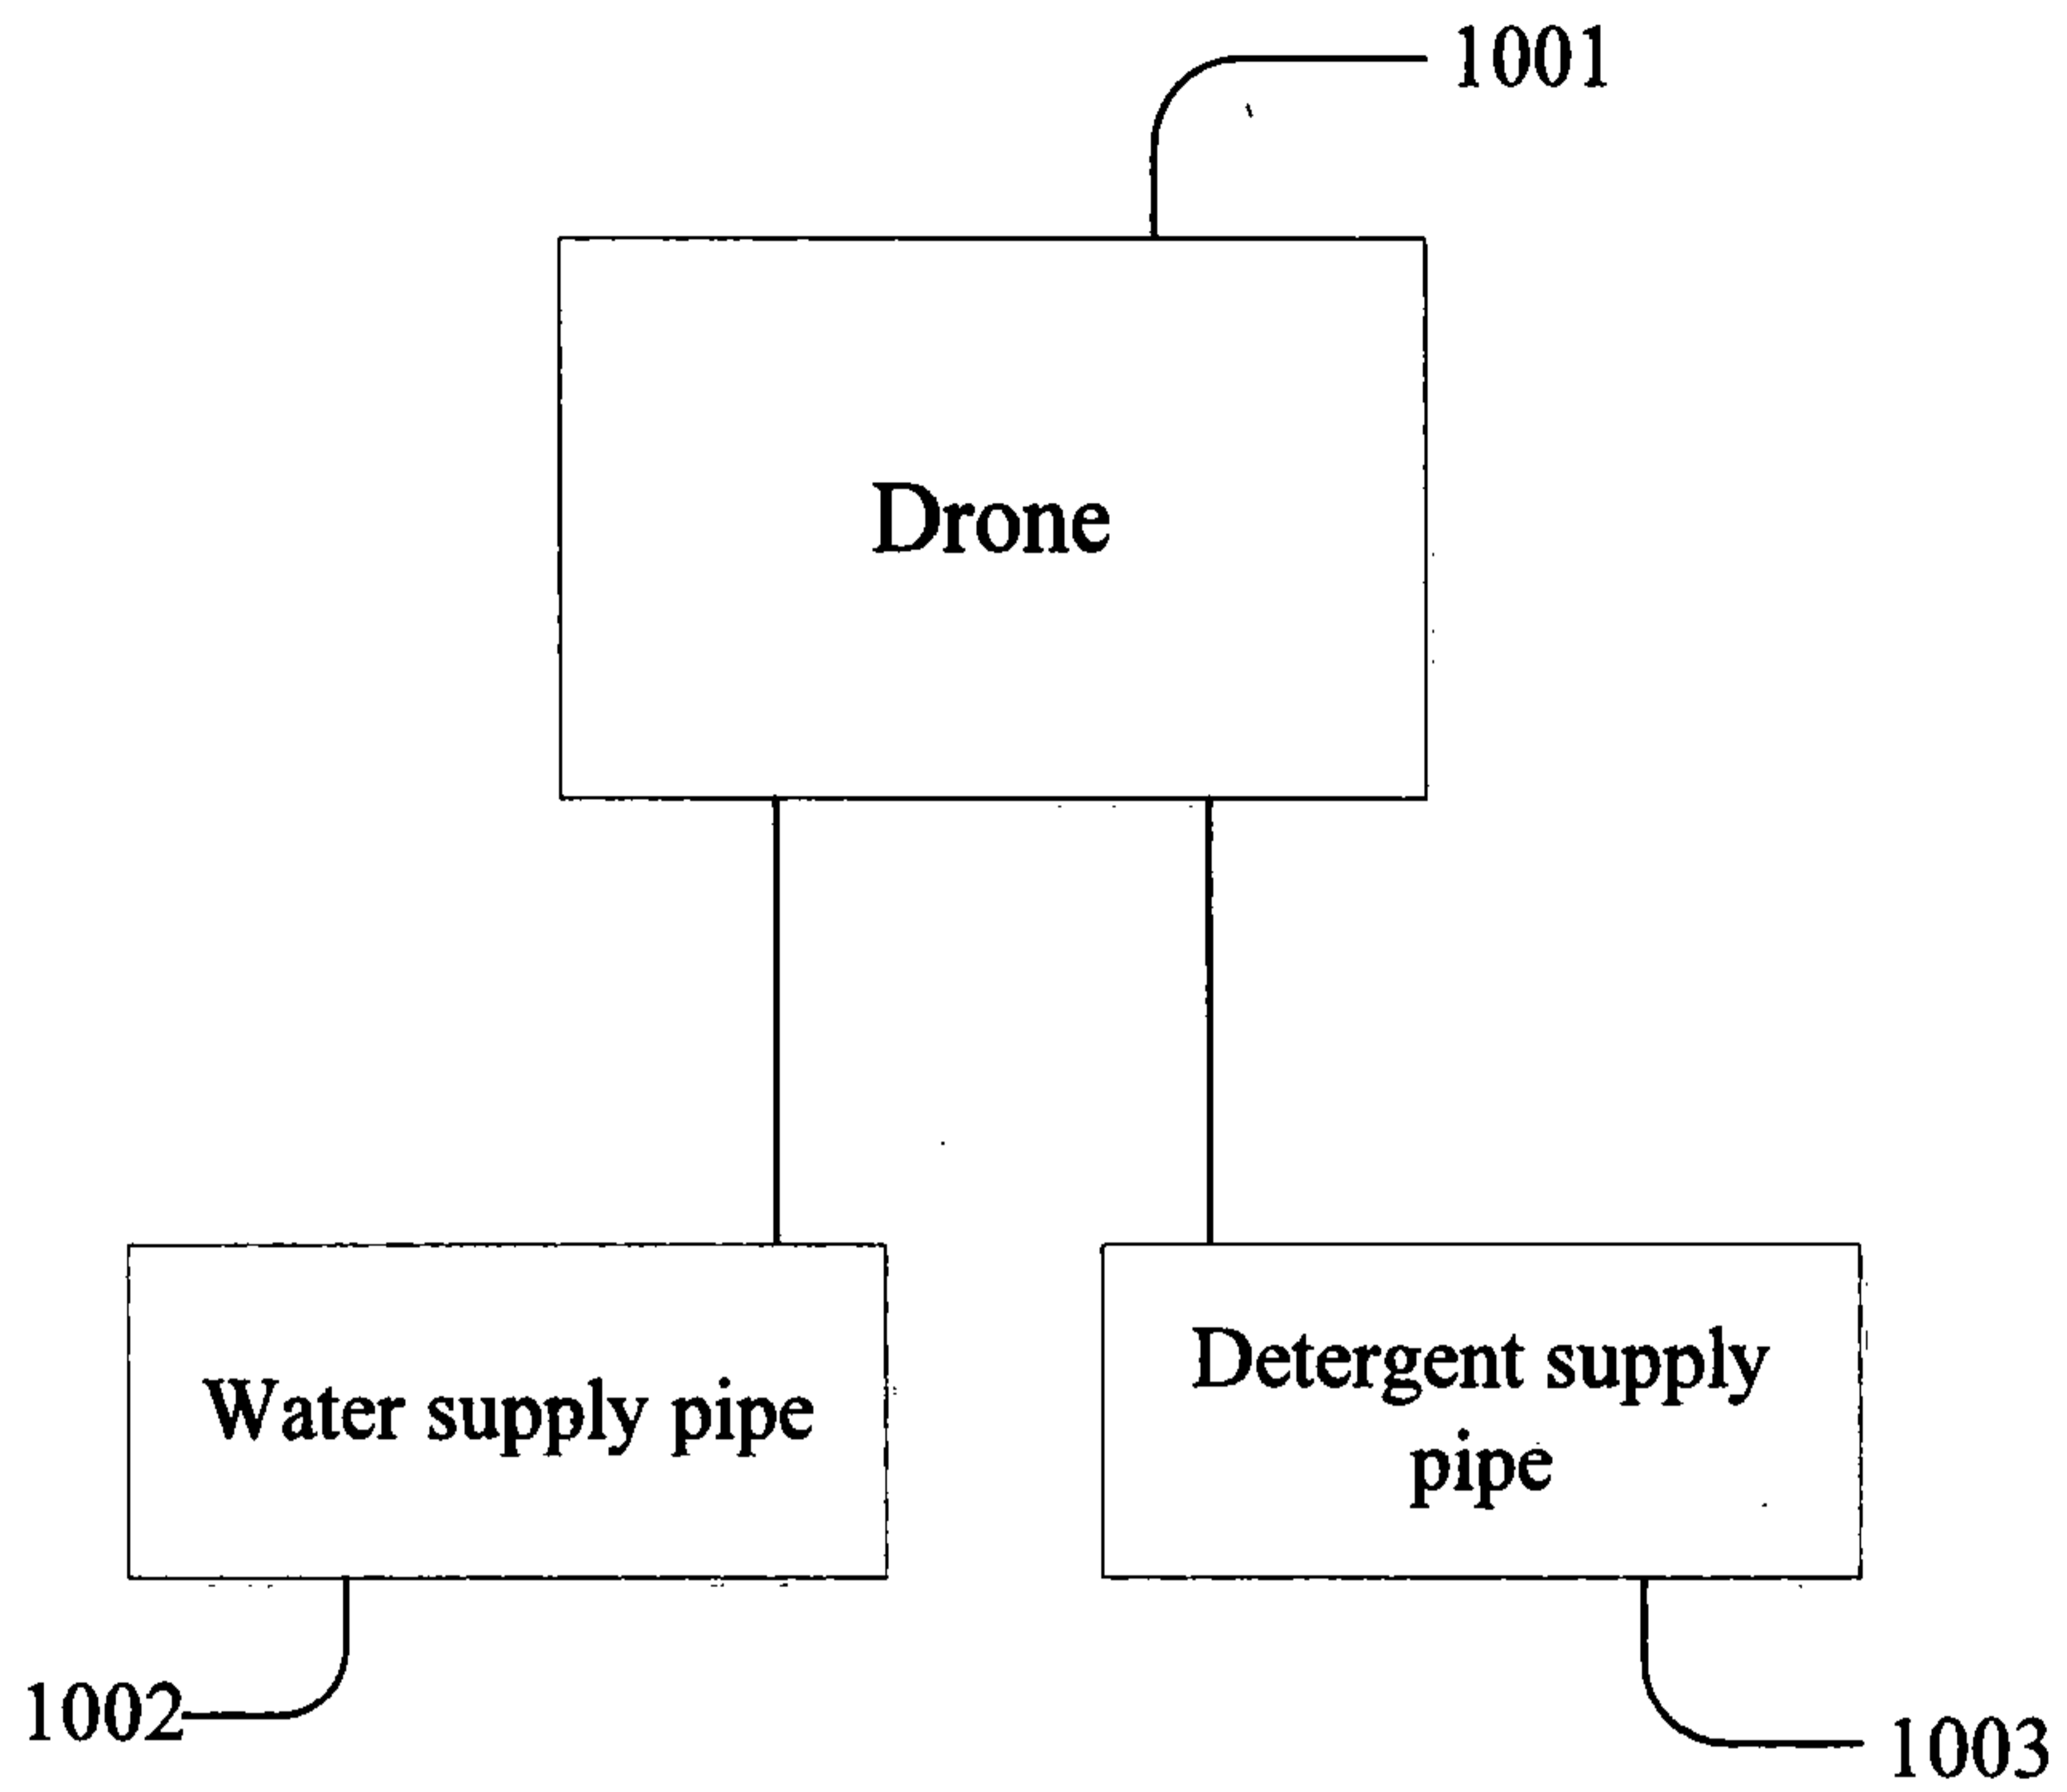 1001
Drone
Water supply pipe
Detergent supply
pipe
1002
1003